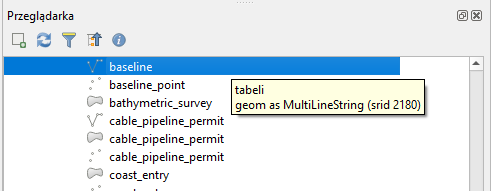 Przeglądarka
baseline
baseline_point
tabeli
geom as MultiLineString (srid 2180)
bathymetric_survey
cable_pipeline_permit
cable_pipeline_permit
cable_pipeline_permit
coast_entry